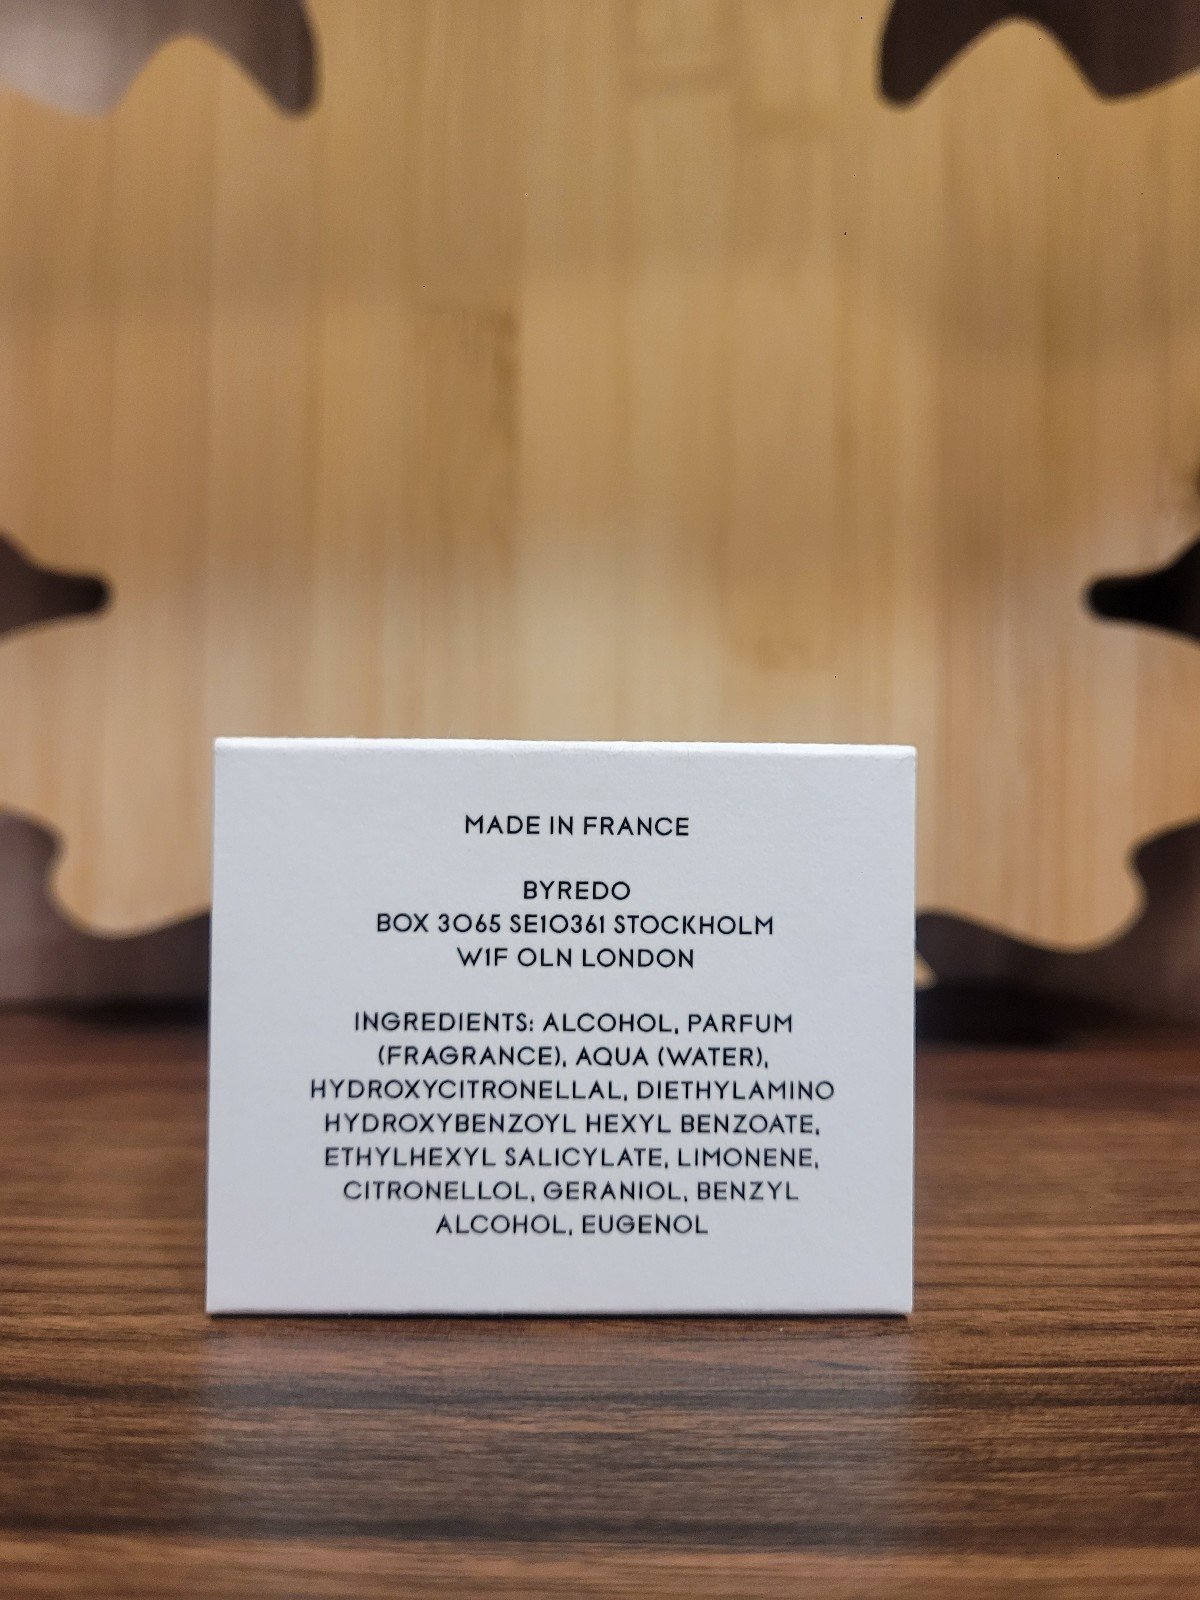 MADE IN FRANCE
BYREDO
BOX 3065 SE10361 STOCKHOLM
W1F OLN LONDON
INGREDIENTS: ALCOHOL, PARFUM
(FRAGRANCE), AQUA (WATER),
HYDROXYCITRONELLAL, DIETHYLAMINO
HYDROXYBENZOYL HEXYL BENZOATE,
ETHYLHEXYL SALICYLATE, LIMONENE,
CITRONELLOL, GERANIOL, BENZYL
ALCOHOL, EUGENOL